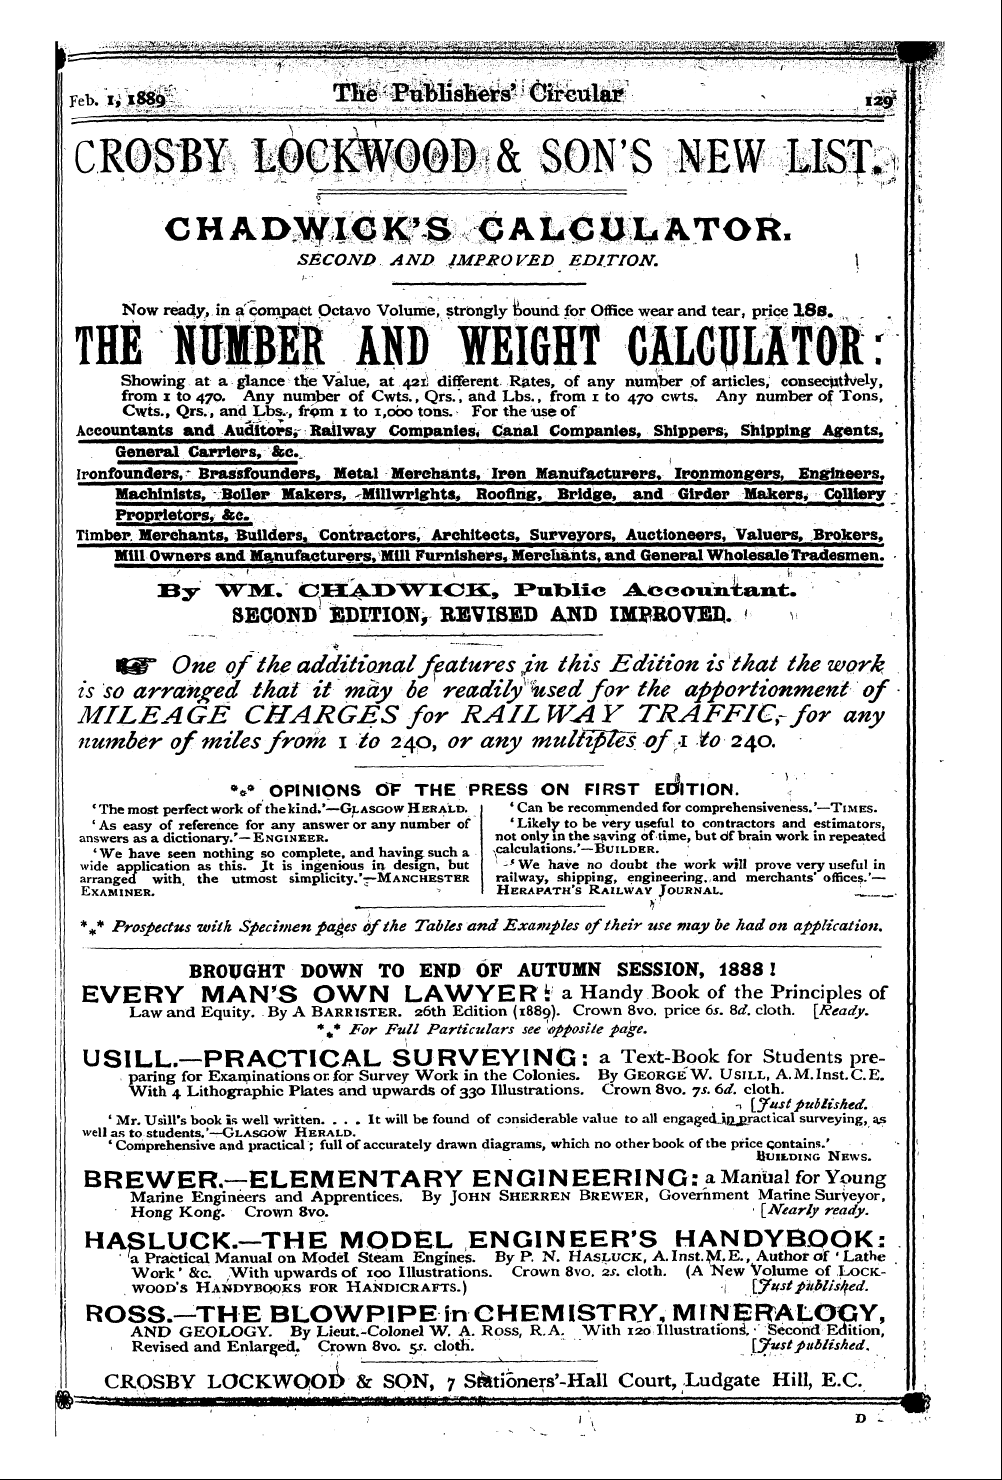 Feb. 1, 1889 The Publishers' Circular 129
CROSBY LOCKWOOD & SON'S NEW LIST.
CHADWICK'S CALCULATOR.
SECOND AND IMPROVED EDITION.
Now ready, in a compact Octavo Volume, strongly bound for Office wear and tear, price 18s.
THE NUMBER AND WEIGHT CALCULATOR:
Showing at a glance the Value, at 421 different Rates, of any number of articles, consecutively,
from 1 to 470. Any number of Cwts., Qrs., and Lbs., from 1 to 470 cwts. Any number of Tons,
Cwts., Qrs., and Lbs., from 1 to 1,000 tons. For the use of
Accountants and Auditors, Railway Companies, Canal Companies, Shippers, Shipping Agents,
General Carriers, &c.
Ironfounders, Brassfounders, Metal Merchants, Iron Manufacturers, Ironmongers, Engineers,
Machinists, Boiler Makers, Millwrights, Roofing, Bridge, and Girder Makers, Colliery
Proprietors, &c.
Timber Merchants, Builders, Contractors, Architects, Surveyors, Auctioneers, Valuers, Brokers,
Mill Owners and Manufacturers, Mill Furnishers, Merchants, and General Wholesale Tradesmen.
By WM. CHADWICK, Public Accountant.
SECOND EDITION, REVISED AND IMPROVED.
☞ One of the additional features in this Edition is that the work
is so arranged that it may be readily used for the apportionment of
MILEAGE CHARGES for RAILWAY TRAFFIC, for any
number of miles from 1 to 240, or any multiples of 1 to 240.
*** OPINIONS OF THE PRESS ON FIRST EDITION.
'The most perfect work of the kind.'—GLASGOW HERALD.
'As easy of reference for any answer or any number of
answers as a dictionary.'—ENGINEER.
'We have seen nothing so complete, and having such a
wide application as this. It is ingenious in design, but
arranged with the utmost simplicity.'—MANCHESTER
EXAMINER.
'Can be recommended for comprehensiveness.'—TIMES.
'Likely to be very useful to contractors and estimators,
not only in the saving of time, but of brain work in repeated
calculations.'—BUILDER.
'We have no doubt the work will prove very useful in
railway, shipping, engineering, and merchants' offices.'—
HERAPATH'S RAILWAY JOURNAL.
*** Prospectus with Specimen pages of the Tables and Examples of their use may be had on application.
BROUGHT DOWN TO END OF AUTUMN SESSION, 1888!
EVERY MAN'S OWN LAWYER: a Handy Book of the Principles of
Law and Equity. By A BARRISTER. 26th Edition (1889). Crown 8vo. price 6s. 8d. cloth. [Ready.
*** For Full Particulars see opposite page.
USILL.—PRACTICAL SURVEYING: a Text-Book for Students pre-
paring for Examinations or for Survey Work in the Colonies. By GEORGE W. USILL, A.M.Inst.C.E.
With 4 Lithographic Plates and upwards of 330 Illustrations. Crown 8vo. 7s. 6d. cloth.
[Just published.
'Mr. Usill's book is well written. . . . It will be found of considerable value to all engaged in practical surveying, as
well as to students.'—GLASGOW HERALD.
'Comprehensive and practical; full of accurately drawn diagrams, which no other book of the price contains.'
BUILDING NEWS.
BREWER.—ELEMENTARY ENGINEERING: a Manual for Young
Marine Engineers and Apprentices. By JOHN SHERREN BREWER, Government Marine Surveyor,
Hong Kong. Crown 8vo. [Nearly ready.
HASLUCK.—THE MODEL ENGINEER'S HANDYBOOK:
a Practical Manual on Model Steam Engines. By P. N. HASLUCK, A.Inst.M.E., Author of 'Lathe
Work' &c. With upwards of 100 Illustrations. Crown 8vo. 2s. cloth. (A New Volume of LOCK-
WOOD'S HANDYBOOKS FOR HANDICRAFTS.) [Just published.
ROSS.—THE BLOWPIPE in CHEMISTRY, MINERALOGY,
AND GEOLOGY. By Lieut.-Colonel W. A. Ross, R.A. With 120 Illustrations. Second Edition,
Revised and Enlarged. Crown 8vo. 5s. cloth. [Just published.
CROSBY LOCKWOOD & SON, 7 Stationers'-Hall Court, Ludgate Hill, E.C.
D